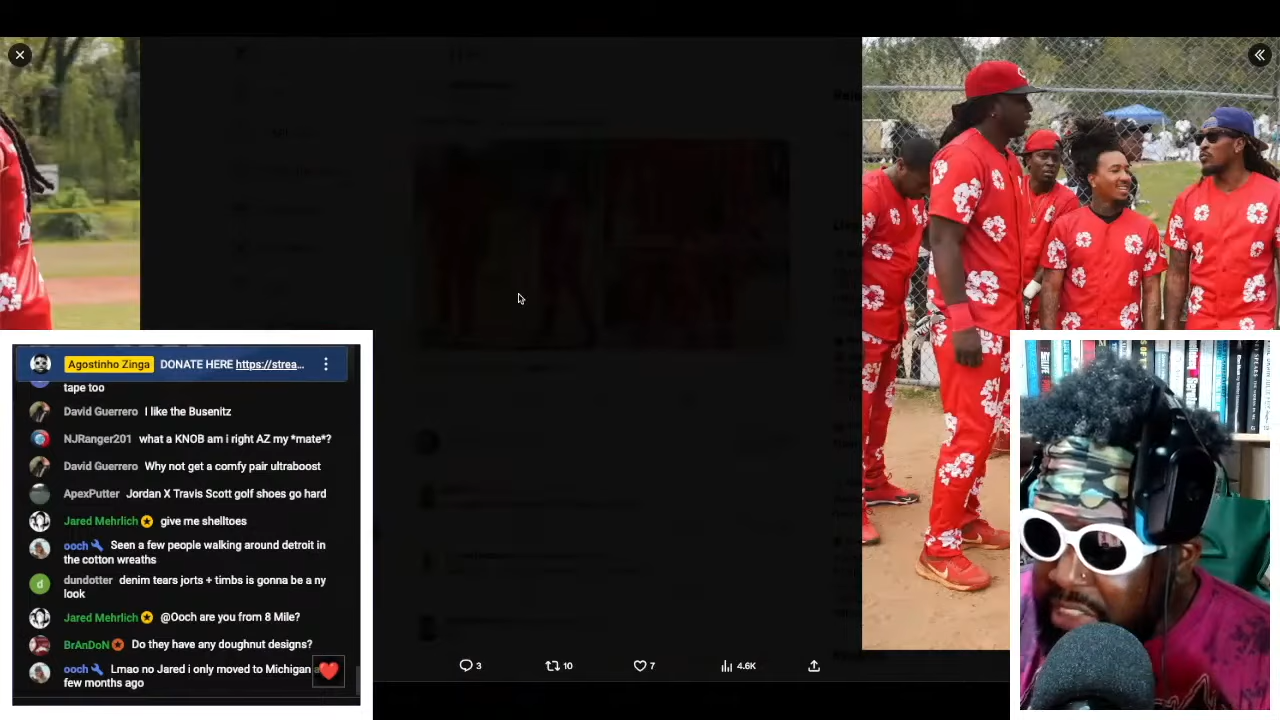 Agostinho Zinga DONATE HERE https://strea...
tape too
David Guerrero I like the Busenitz
NJRanger201 what a KNOB am i right AZ my *mate*?
David Guerrero Why not get a comfy pair ultraboost
ApexPutter Jordan X Travis Scott golf shoes go hard
Jared Mehrlich give me shelltoes
ooch Seen a few people walking around detroit in
the cotton wreaths
dundotter denim tears jorts + timbs is gonna be a ny
look
Jared Mehrlich @Ooch are you from 8 Mile?
BrAnDoN Do they have any doughnut designs?
ooch Lmao no Jared i only moved to Michigan
few months ago
3 10 7 4.6K